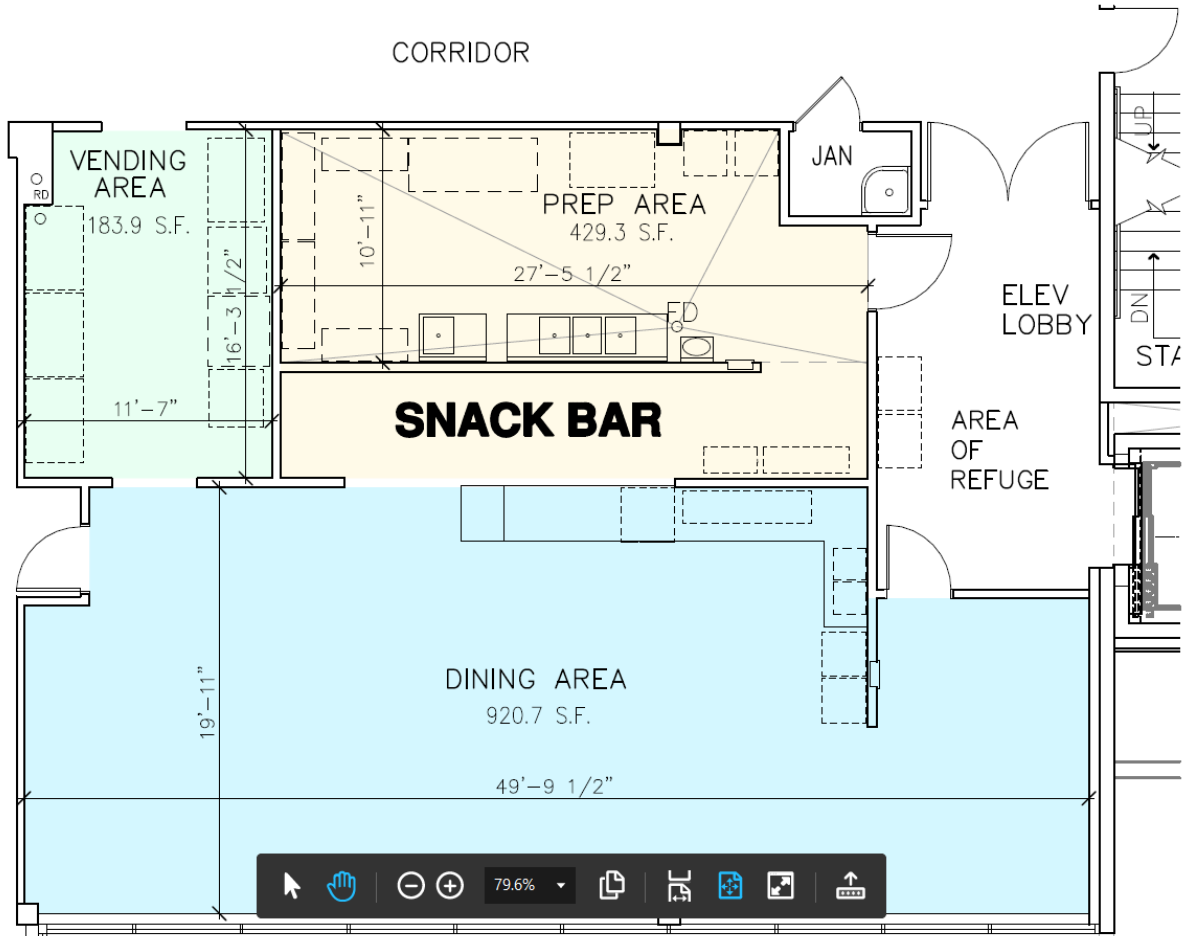 CORRIDOR
UP
VENDING
AREA
183.9 S.F.
RD
JAN
PREP AREA
429.3 S.F.
10'-11"
27'-5 1/2"
16'-3 1/2"
FD
ELEV
LOBBY
DN
STA
11'-7"
SNACK BAR
AREA
OF
REFUGE
DINING AREA
920.7 S.F.
19'-11"
49'-9 1/2"
79.6%